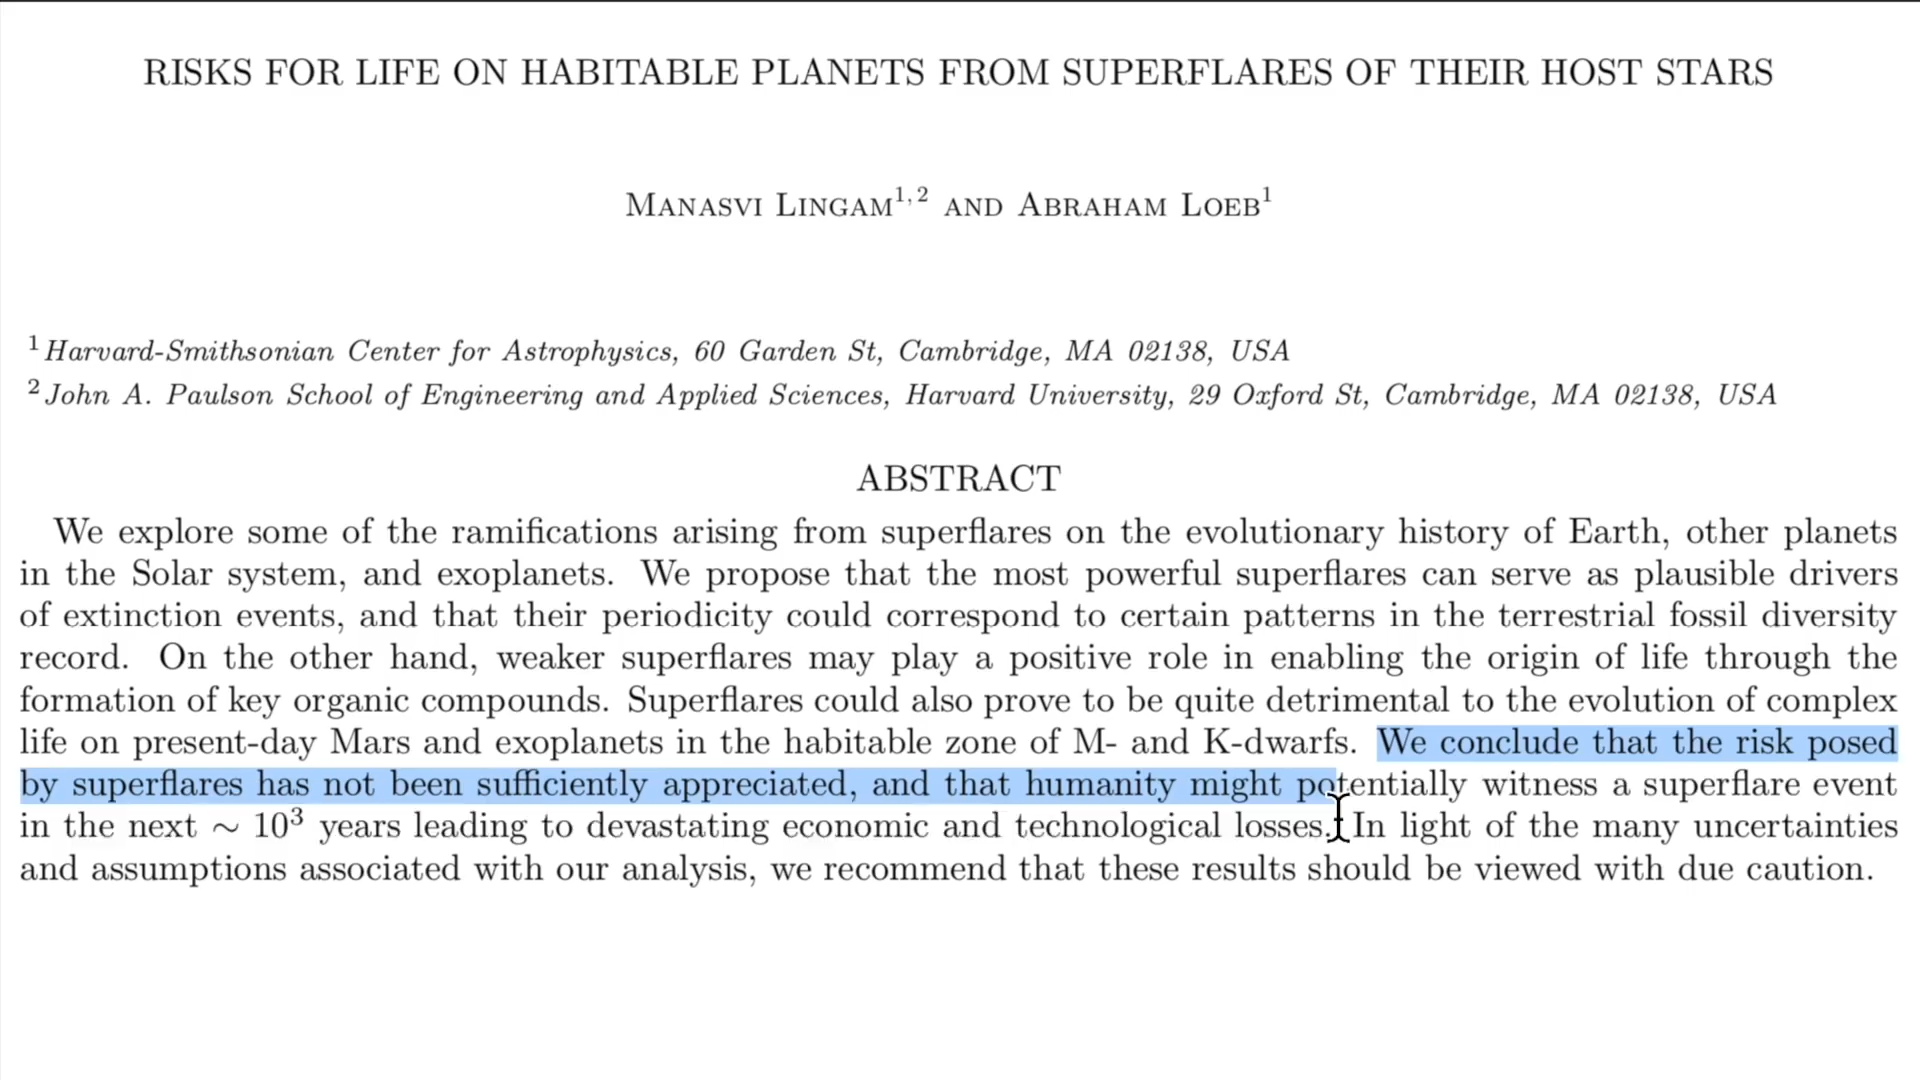 RISKS FOR LIFE ON HABITABLE PLANETS FROM SUPERFLARES OF THEIR HOST STARS
Manasvi Lingam1,2 and Abraham Loeb1
1Harvard-Smithsonian Center for Astrophysics, 60 Garden St, Cambridge, MA 02138, USA
2John A. Paulson School of Engineering and Applied Sciences, Harvard University, 29 Oxford St, Cambridge, MA 02138, USA
ABSTRACT
We explore some of the ramifications arising from superflares on the evolutionary history of Earth, other planets
in the Solar system, and exoplanets. We propose that the most powerful superflares can serve as plausible drivers
of extinction events, and that their periodicity could correspond to certain patterns in the terrestrial fossil diversity
record. On the other hand, weaker superflares may play a positive role in enabling the origin of life through the
formation of key organic compounds. Superflares could also prove to be quite detrimental to the evolution of complex
life on present-day Mars and exoplanets in the habitable zone of M- and K-dwarfs. We conclude that the risk posed
by superflares has not been sufficiently appreciated, and that humanity might potentially witness a superflare event
in the next ∼ 10³ years leading to devastating economic and technological losses. In light of the many uncertainties
and assumptions associated with our analysis, we recommend that these results should be viewed with due caution.